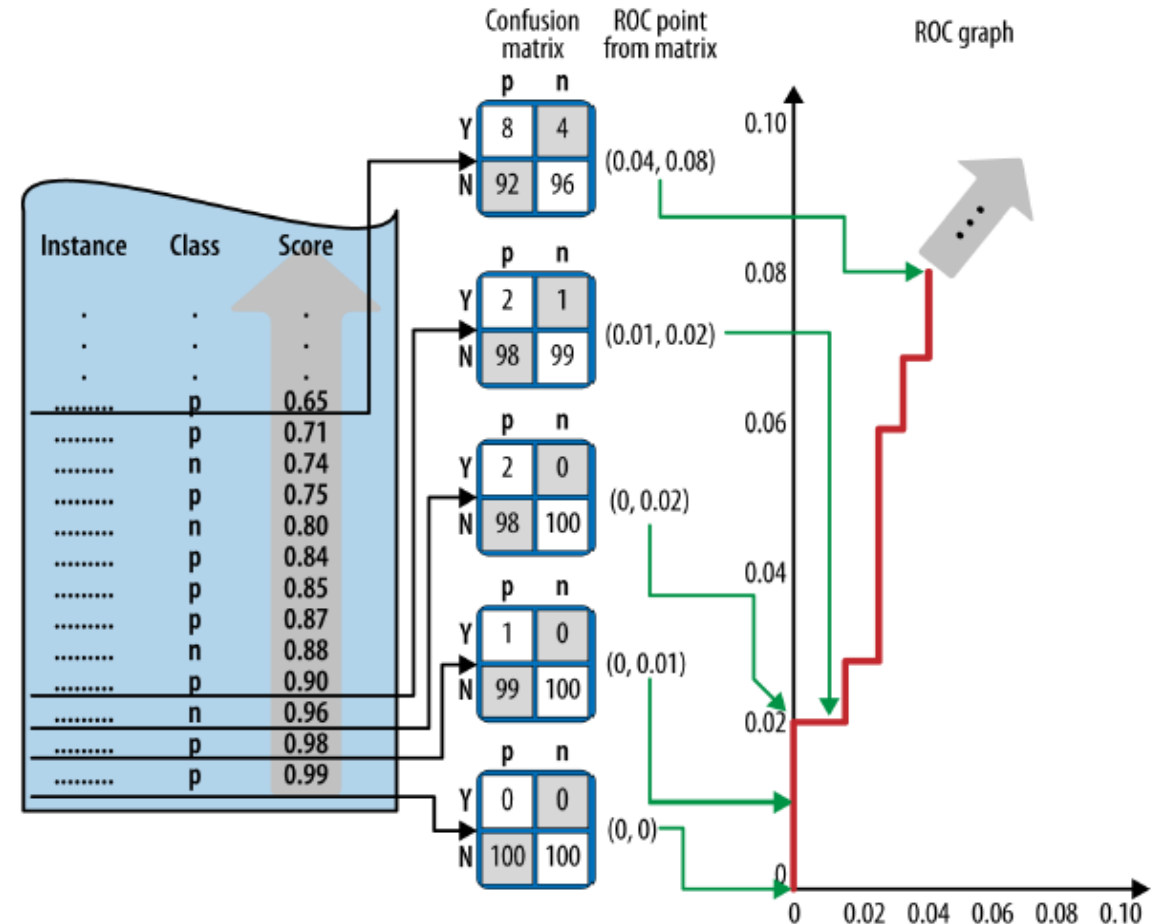 Confusion matrix
ROC point from matrix
ROC graph
Instance Class Score
. . .
. . .
. . .
......... p 0.65
......... p 0.71
......... n 0.74
......... p 0.75
......... n 0.80
......... p 0.84
......... p 0.85
......... p 0.87
......... n 0.88
......... p 0.90
......... n 0.96
......... p 0.98
......... p 0.99
p n
Y 8 4
N 92 96
(0.04, 0.08)
p n
Y 2 1
N 98 99
(0.01, 0.02)
p n
Y 2 0
N 98 100
(0, 0.02)
p n
Y 1 0
N 99 100
(0, 0.01)
p n
Y 0 0
N 100 100
(0, 0)
...
0.10
0.08
0.06
0.04
0.02
0
0 0.02 0.04 0.06 0.08 0.10